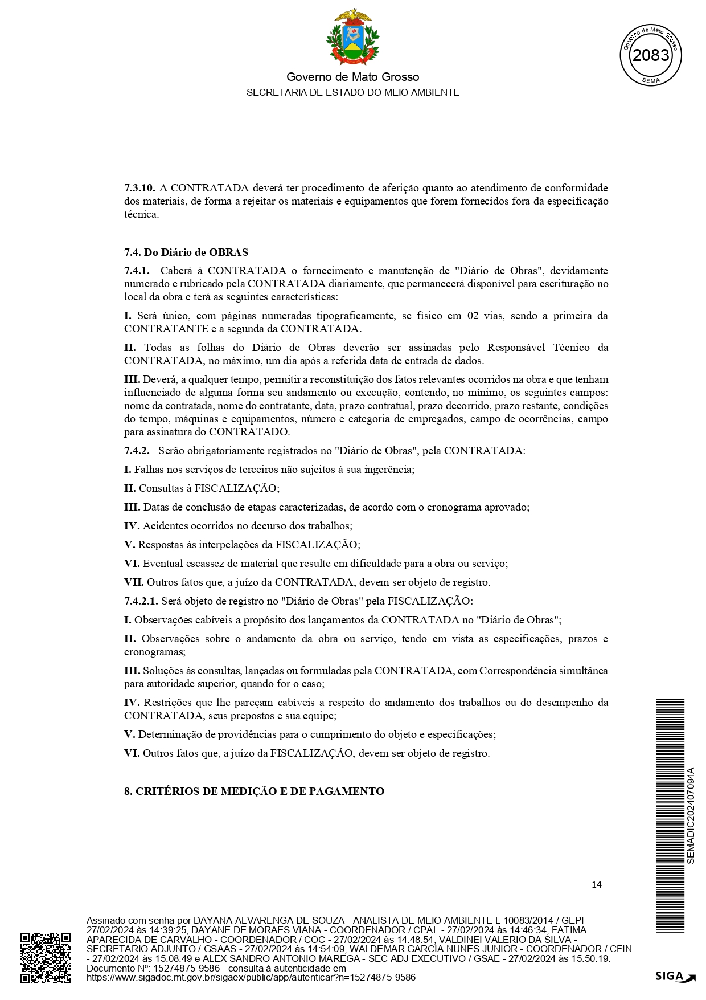 Governo de Mato Grosso
SECRETARIA DE ESTADO DO MEIO AMBIENTE
Governo de Mato Grosso
2083
SEMA
7.3.10. A CONTRATADA deverá ter procedimento de aferição quanto ao atendimento de conformidade
dos materiais, de forma a rejeitar os materiais e equipamentos que forem fornecidos fora da especificação
técnica.
7.4. Do Diário de OBRAS
7.4.1. Caberá à CONTRATADA o fornecimento e manutenção de "Diário de Obras", devidamente
numerado e rubricado pela CONTRATADA diariamente, que permanecerá disponível para escrituração no
local da obra e terá as seguintes características:
I. Será único, com páginas numeradas tipograficamente, se físico em 02 vias, sendo a primeira da
CONTRATANTE e a segunda da CONTRATADA.
II. Todas as folhas do Diário de Obras deverão ser assinadas pelo Responsável Técnico da
CONTRATADA, no máximo, um dia após a referida data de entrada de dados.
III. Deverá, a qualquer tempo, permitir a reconstituição dos fatos relevantes ocorridos na obra e que tenham
influenciado de alguma forma seu andamento ou execução, contendo, no mínimo, os seguintes campos:
nome da contratada, nome do contratante, data, prazo contratual, prazo decorrido, prazo restante, condições
do tempo, máquinas e equipamentos, número e categoria de empregados, campo de ocorrências, campo
para assinatura do CONTRATADO.
7.4.2. Serão obrigatoriamente registrados no "Diário de Obras", pela CONTRATADA:
I. Falhas nos serviços de terceiros não sujeitos à sua ingerência;
II. Consultas à FISCALIZAÇÃO;
III. Datas de conclusão de etapas caracterizadas, de acordo com o cronograma aprovado;
IV. Acidentes ocorridos no decurso dos trabalhos;
V. Respostas às interpelações da FISCALIZAÇÃO;
VI. Eventual escassez de material que resulte em dificuldade para a obra ou serviço;
VII. Outros fatos que, a juízo da CONTRATADA, devem ser objeto de registro.
7.4.2.1. Será objeto de registro no "Diário de Obras" pela FISCALIZAÇÃO:
I. Observações cabíveis a propósito dos lançamentos da CONTRATADA no "Diário de Obras";
II. Observações sobre o andamento da obra ou serviço, tendo em vista as especificações, prazos e
cronogramas;
III. Soluções às consultas, lançadas ou formuladas pela CONTRATADA, com Correspondência simultânea
para autoridade superior, quando for o caso;
IV. Restrições que lhe pareçam cabíveis a respeito do andamento dos trabalhos ou do desempenho da
CONTRATADA, seus prepostos e sua equipe;
V. Determinação de providências para o cumprimento do objeto e especificações;
VI. Outros fatos que, a juízo da FISCALIZAÇÃO, devem ser objeto de registro.
8. CRITÉRIOS DE MEDIÇÃO E DE PAGAMENTO
SEMADIC202407094A
14
Assinado com senha por DAYANA ALVARENGA DE SOUZA - ANALISTA DE MEIO AMBIENTE L 10083/2014 / GEPI -
27/02/2024 às 14:39:25, DAYANE DE MORAES VIANA - COORDENADOR / CPAL - 27/02/2024 às 14:46:34, FATIMA
APARECIDA DE CARVALHO - COORDENADOR / COC - 27/02/2024 às 14:48:54, VALDINEI VALERIO DA SILVA -
SECRETARIO ADJUNTO / GSAAS - 27/02/2024 às 14:54:09, WALDEMAR GARCIA NUNES JUNIOR - COORDENADOR / CFIN
- 27/02/2024 às 15:08:49 e ALEX SANDRO ANTONIO MAREGA - SEC ADJ EXECUTIVO / GSAE - 27/02/2024 às 15:50:19.
Documento Nº: 15274875-9586 - consulta à autenticidade em
https://www.sigadoc.mt.gov.br/sigaex/public/app/autenticar?n=15274875-9586
SIGA